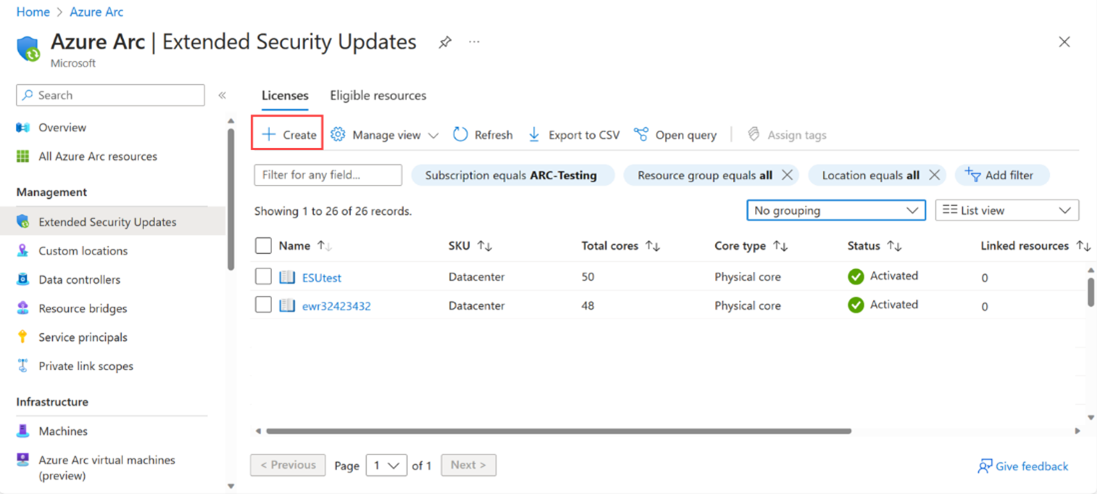 Home > Azure Arc
Azure Arc | Extended Security Updates ...
Microsoft
Search «
Overview
All Azure Arc resources
Management
Extended Security Updates
Custom locations
Data controllers
Resource bridges
Service principals
Private link scopes
Infrastructure
Machines
Azure Arc virtual machines
(preview)
Licenses Eligible resources
+ Create Manage view Refresh Export to CSV Open query Assign tags
Filter for any field... Subscription equals ARC-Testing Resource group equals all Location equals all Add filter
Showing 1 to 26 of 26 records. No grouping List view
Name ↑↓ SKU ↑↓ Total cores ↑↓ Core type ↑↓ Status ↑↓ Linked resources ↑↓
ESUtest Datacenter 50 Physical core Activated 0
ewr32423432 Datacenter 48 Physical core Activated 0
< Previous Page 1 of 1 Next > Give feedback